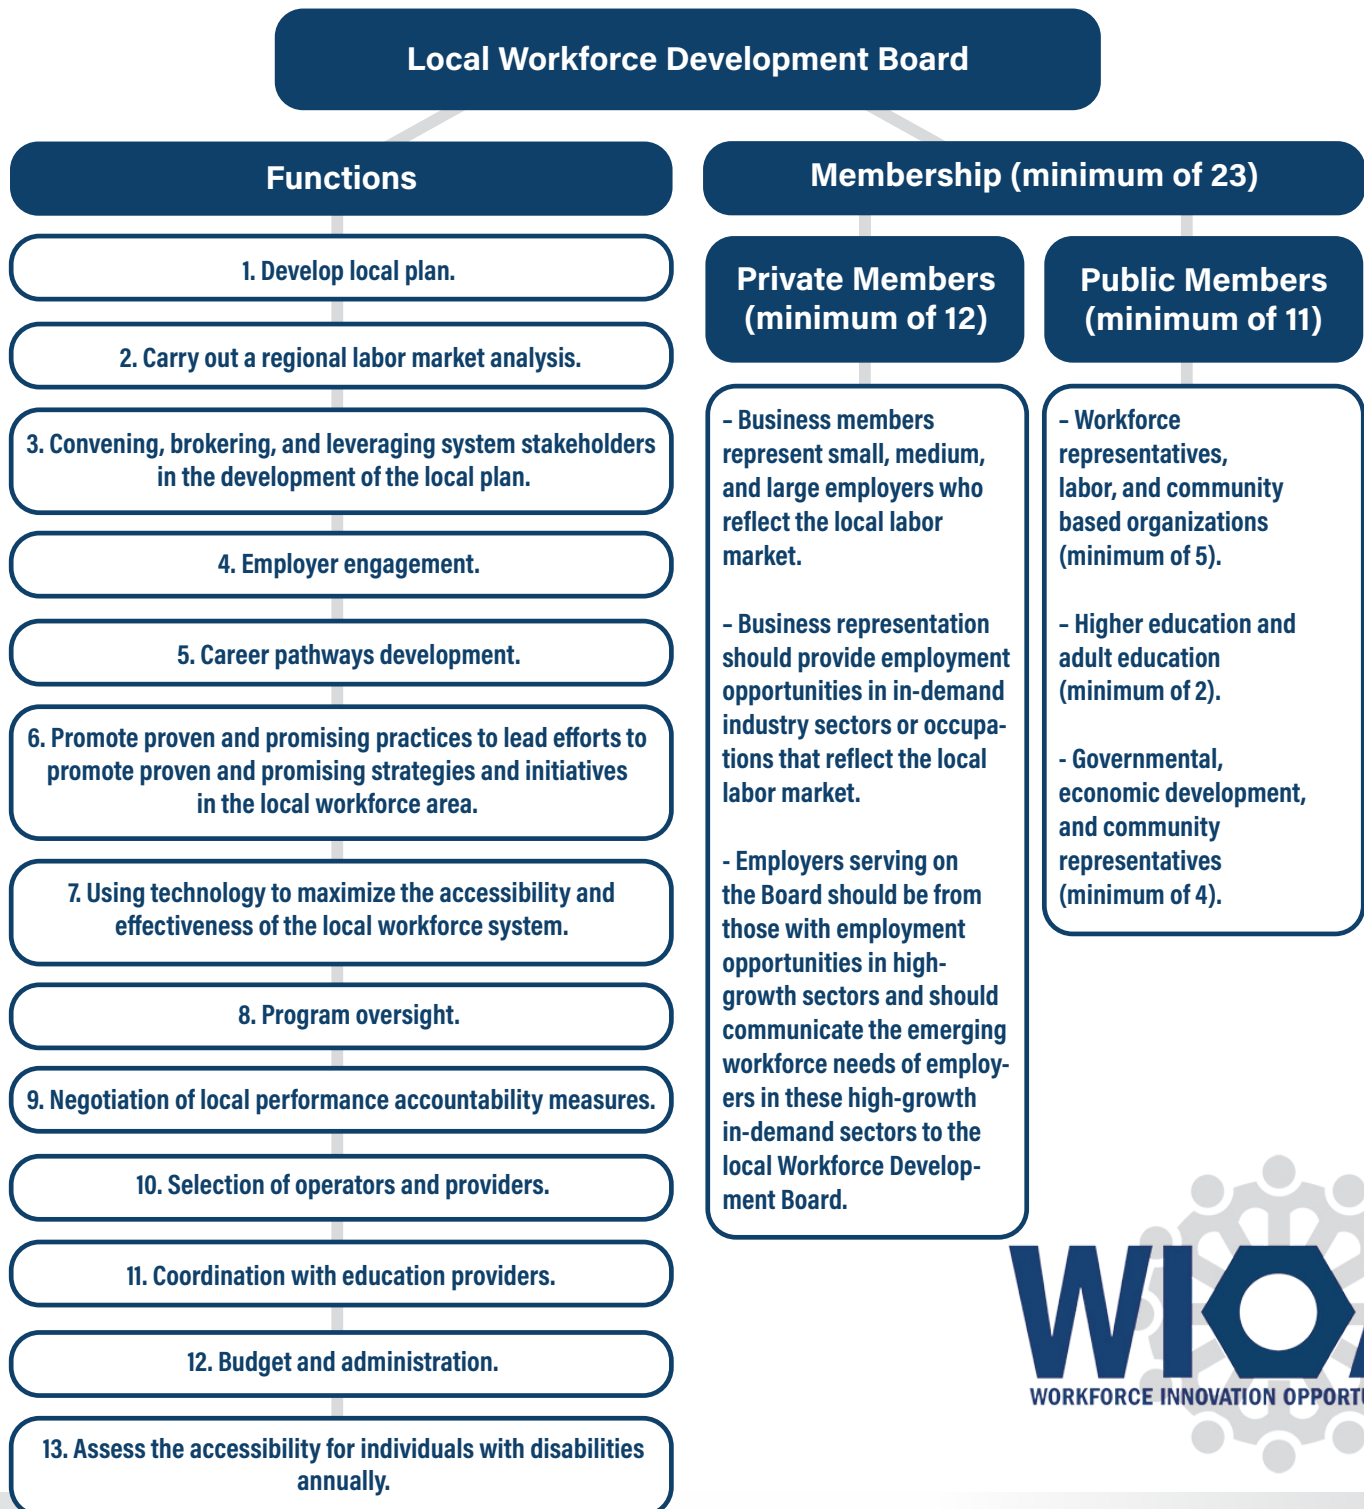 Local Workforce Development Board
Functions
1. Develop local plan.
2. Carry out a regional labor market analysis.
3. Convening, brokering, and leveraging system stakeholders
in the development of the local plan.
4. Employer engagement.
5. Career pathways development.
6. Promote proven and promising practices to lead efforts to
promote proven and promising strategies and initiatives
in the local workforce area.
7. Using technology to maximize the accessibility and
effectiveness of the local workforce system.
8. Program oversight.
9. Negotiation of local performance accountability measures.
10. Selection of operators and providers.
11. Coordination with education providers.
12. Budget and administration.
13. Assess the accessibility for individuals with disabilities
annually.
Membership (minimum of 23)
Private Members
(minimum of 12)
– Business members
represent small, medium,
and large employers who
reflect the local labor
market.
– Business representation
should provide employment
opportunities in in-demand
industry sectors or occupa-
tions that reflect the local
labor market.
- Employers serving on
the Board should be from
those with employment
opportunities in high-
growth sectors and should
communicate the emerging
workforce needs of employ-
ers in these high-growth
in-demand sectors to the
local Workforce Develop-
ment Board.
Public Members
(minimum of 11)
– Workforce
representatives,
labor, and community
based organizations
(minimum of 5).
– Higher education and
adult education
(minimum of 2).
- Governmental,
economic development,
and community
representatives
(minimum of 4).
WIOA
WORKFORCE INNOVATION